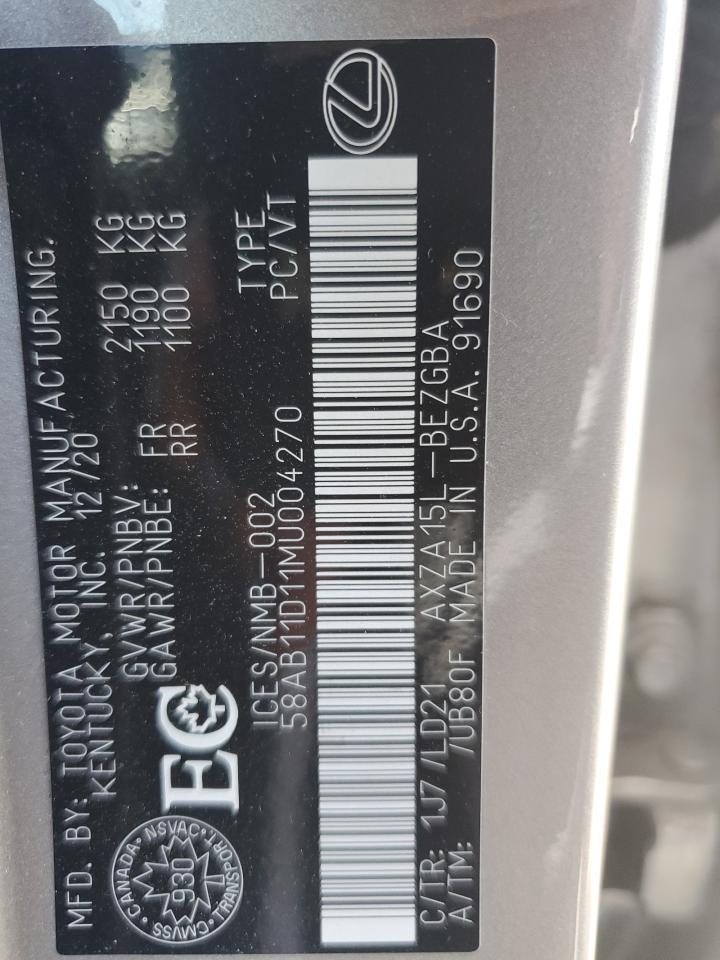 MFD. BY: TOYOTA MOTOR MANUFACTURING,
KENTUCKY, INC. 12/20
GVWR/PNBV: 2150 KG
GAWR/PNBE: FR 1190 KG
RR 1100 KG
CANADA • NSVAC • TRANSPORT • CMVSS •
930
EC
ICES/NMB-002 TYPE
58AB11D11MU004270 PC/VT
C/TR: 1J7 /LD21 AXZA15L-BEZGBA
A/TM: /UB80F MADE IN U.S.A. 91690